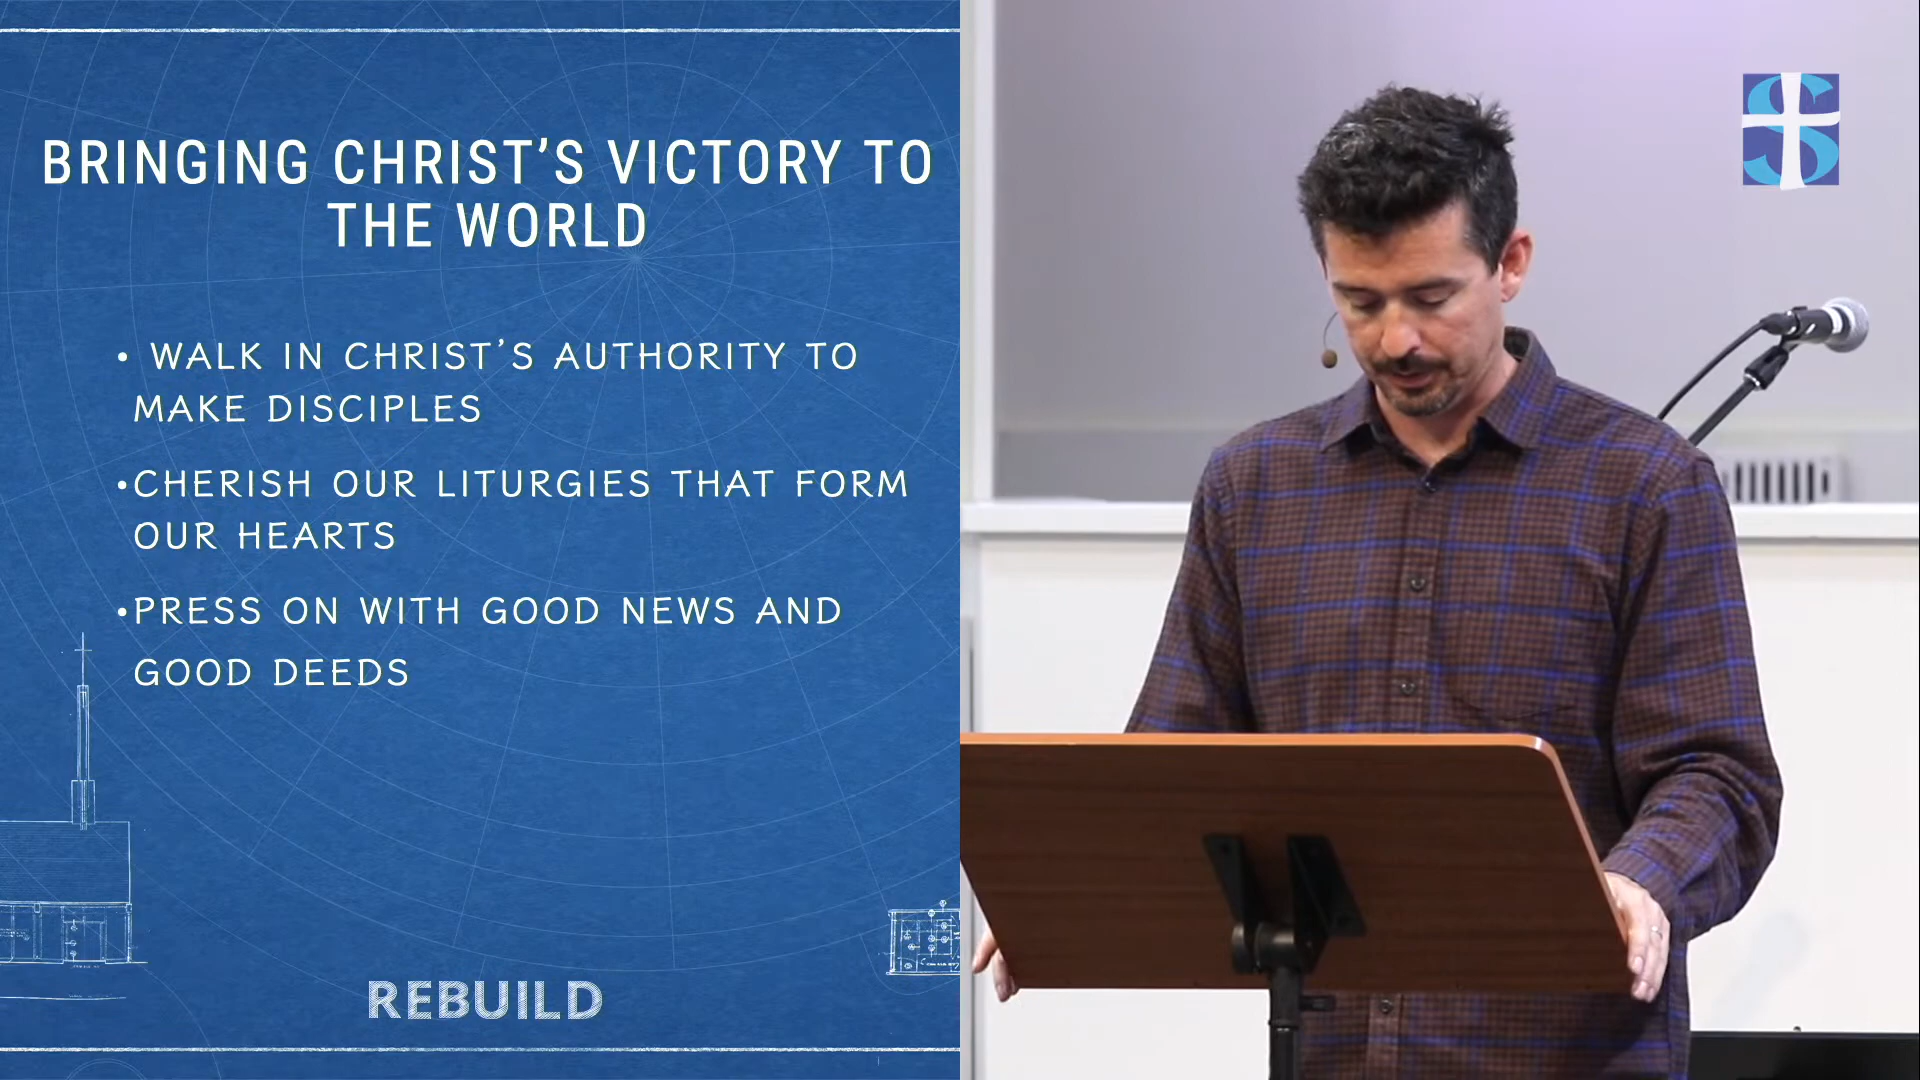 BRINGING CHRIST’S VICTORY TO
THE WORLD
• WALK IN CHRIST’S AUTHORITY TO
MAKE DISCIPLES
•CHERISH OUR LITURGIES THAT FORM
OUR HEARTS
•PRESS ON WITH GOOD NEWS AND
GOOD DEEDS
REBUILD
S